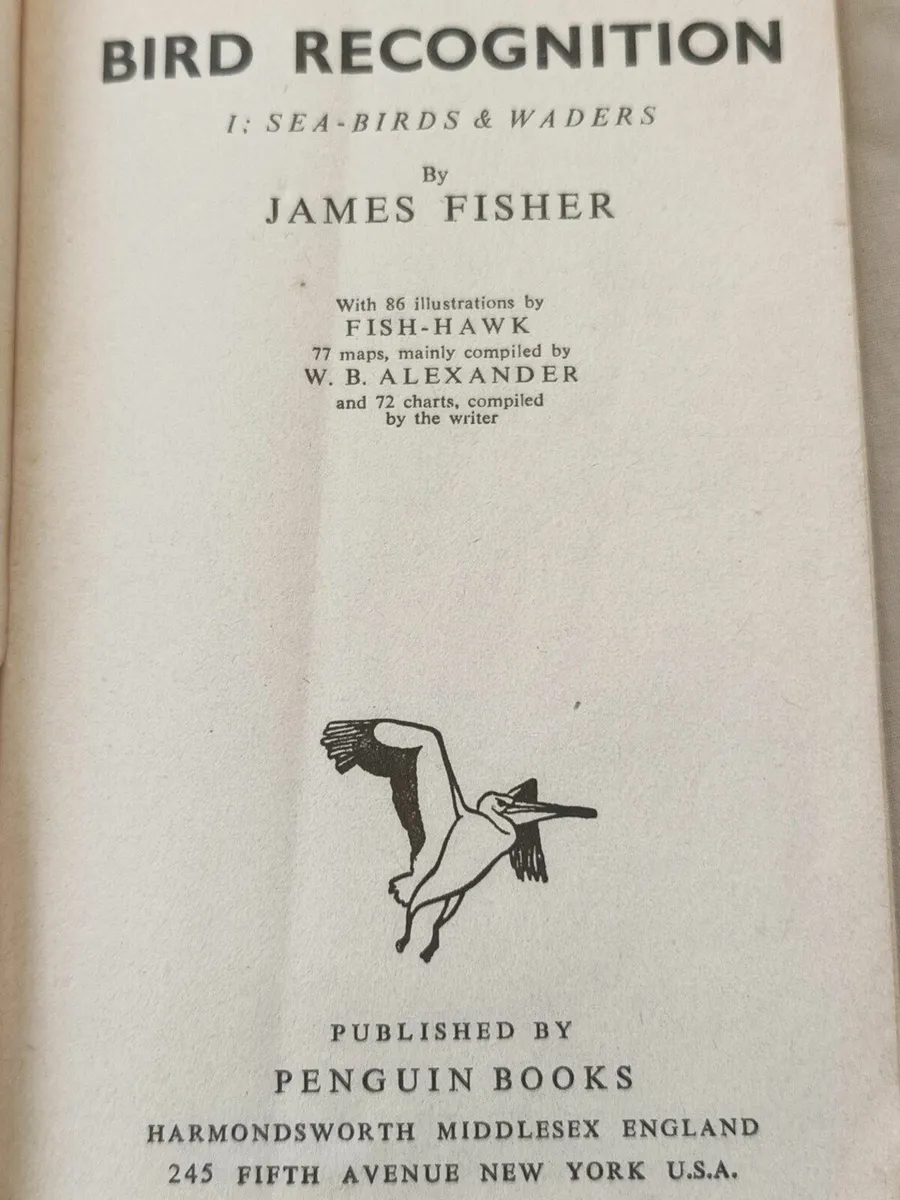 BIRD RECOGNITION
I: SEA-BIRDS & WADERS
By
JAMES FISHER
With 86 illustrations by
FISH-HAWK
77 maps, mainly compiled by
W. B. ALEXANDER
and 72 charts, compiled
by the writer
PUBLISHED BY
PENGUIN BOOKS
HARMONDSWORTH MIDDLESEX ENGLAND
245 FIFTH AVENUE NEW YORK U.S.A.